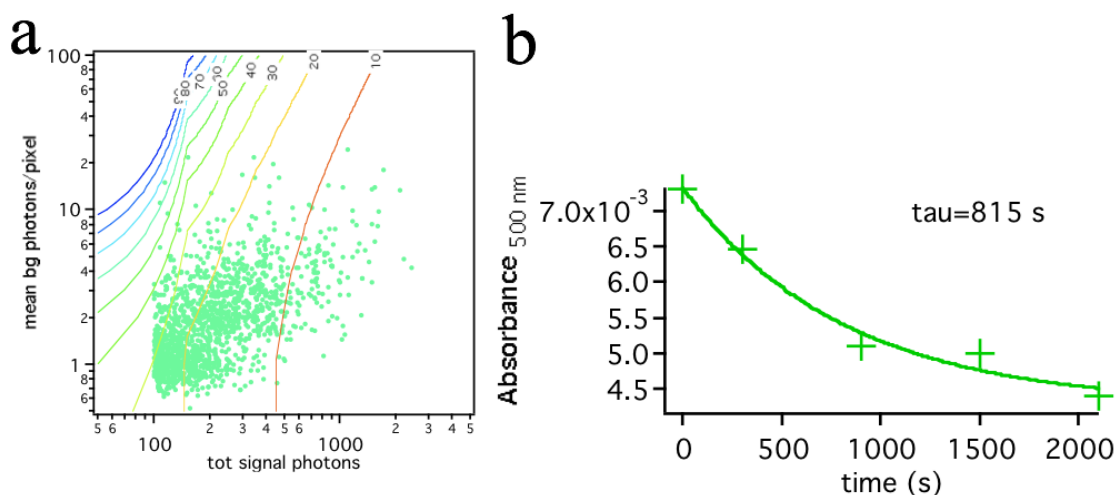 a
b
100
4
2
10
8
6
4
2
1
8
6
mean bg photons/pixel
80
70
50
40
30
20
10
5 6 100 2 3 4 5 6 1000 2 3 4 5
tot signal photons
Absorbance 500 nm
7.0x10-3
6.5
6.0
5.5
5.0
4.5
tau=815 s
0 500 1000 1500 2000
time (s)